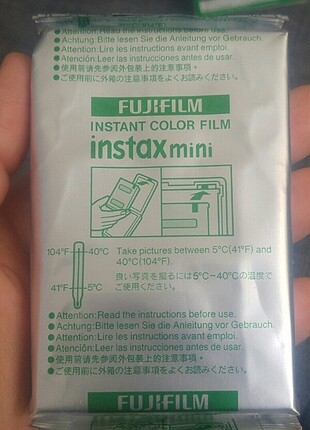 Attention:Read the instructions before use.
●Achtung:Bitte lesen Sie die Anleitung vor Gebrauch.
●Attention:Lire les instructions avant emploi.
●Atención:Leer las instrucciones antes de usar.
●使用前请先参阅外包装上的注意事项。
●ご使用前に外箱の注意事項をよくお読みください。
FUJIFILM
INSTANT COLOR FILM
instax mini
104°F 40°C
Take pictures between 5°C(41°F) and
40°C(104°F).
良い写真を撮るには5°C~40°Cの温度で
ご使用ください。
41°F 5°C
●Attention:Read the instructions before use.
●Achtung:Bitte lesen Sie die Anleitung vor Gebrauch.
●Attention:Lire les instructions avant emploi.
●Atención:Leer las instrucciones antes de usar.
●使用前请先参阅外包装上的注意事项。
●ご使用前に外箱の注意事項をよくお読みください。
FUJIFILM